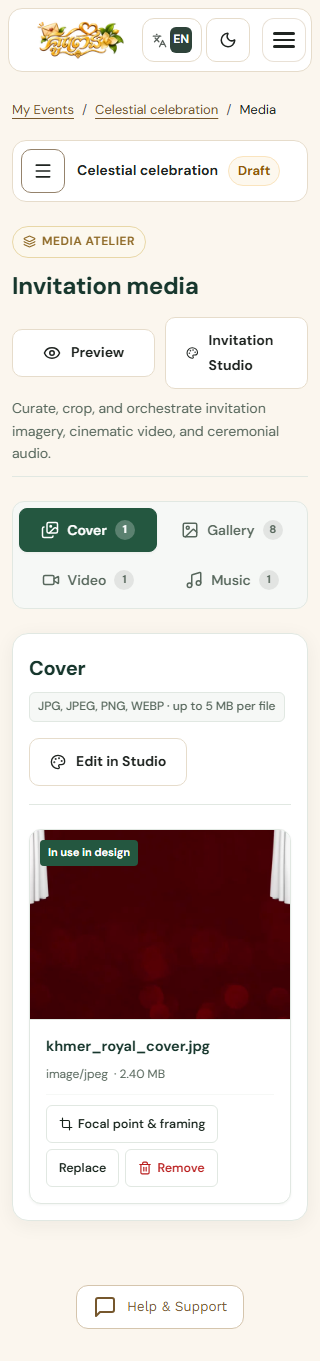 EN
My Events / Celestial celebration / Media
Celestial celebration Draft
MEDIA ATELIER
Invitation media
Preview
Invitation
Studio
Curate, crop, and orchestrate invitation
imagery, cinematic video, and ceremonial
audio.
Cover 1
Gallery 8
Video 1
Music 1
Cover
JPG, JPEG, PNG, WEBP · up to 5 MB per file
Edit in Studio
In use in design
khmer_royal_cover.jpg
image/jpeg · 2.40 MB
Focal point & framing
Replace
Remove
Help & Support